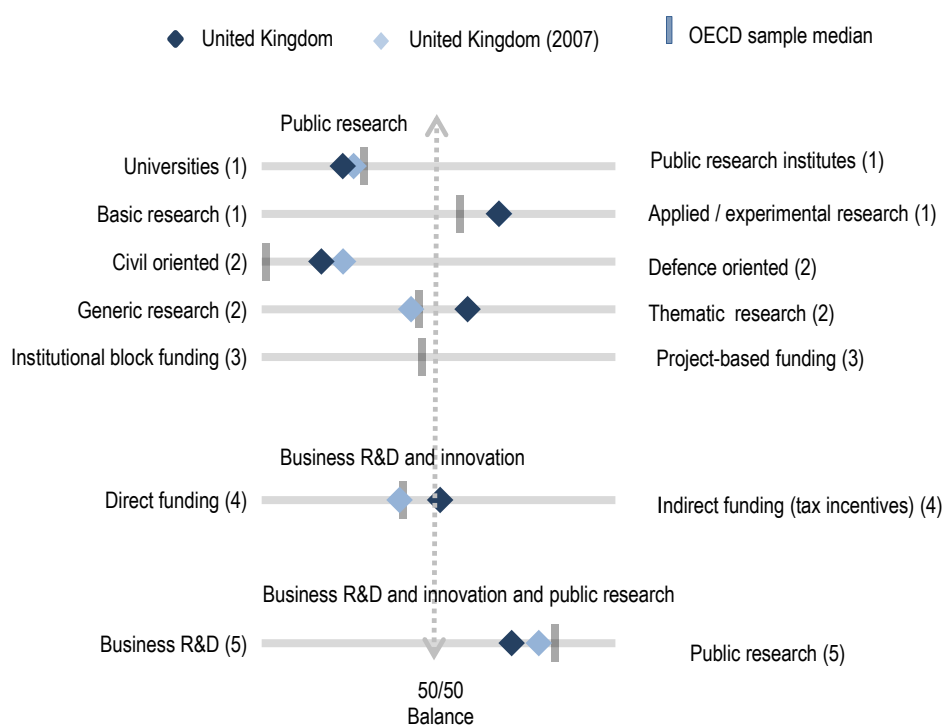 United Kingdom
United Kingdom (2007)
OECD sample median
Public research
Universities (1)
Public research institutes (1)
Basic research (1)
Applied / experimental research (1)
Civil oriented (2)
Defence oriented (2)
Generic research (2)
Thematic research (2)
Institutional block funding (3)
Project-based funding (3)
Business R&D and innovation
Direct funding (4)
Indirect funding (tax incentives) (4)
Business R&D and innovation and public research
Business R&D (5)
Public research (5)
50/50
Balance